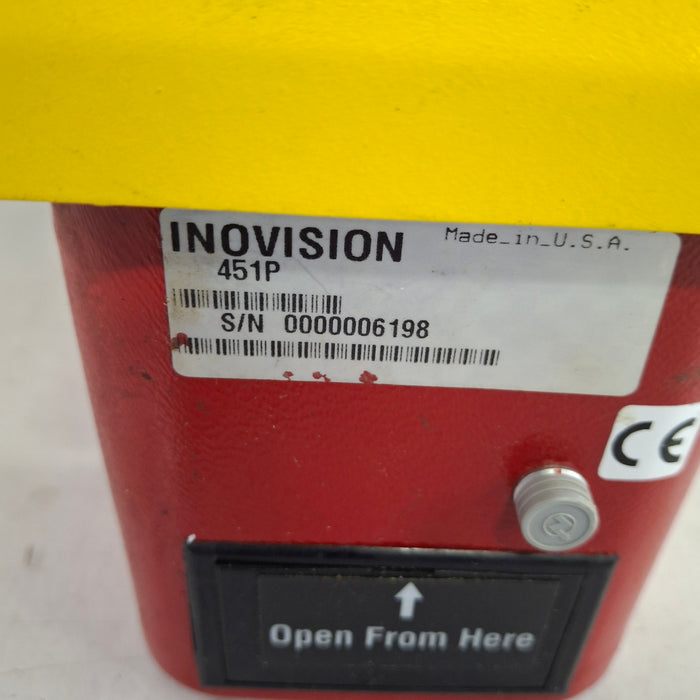 INOVISION
Made_in_U.S.A.
451P
S/N 0000006198
CE
Open From Here